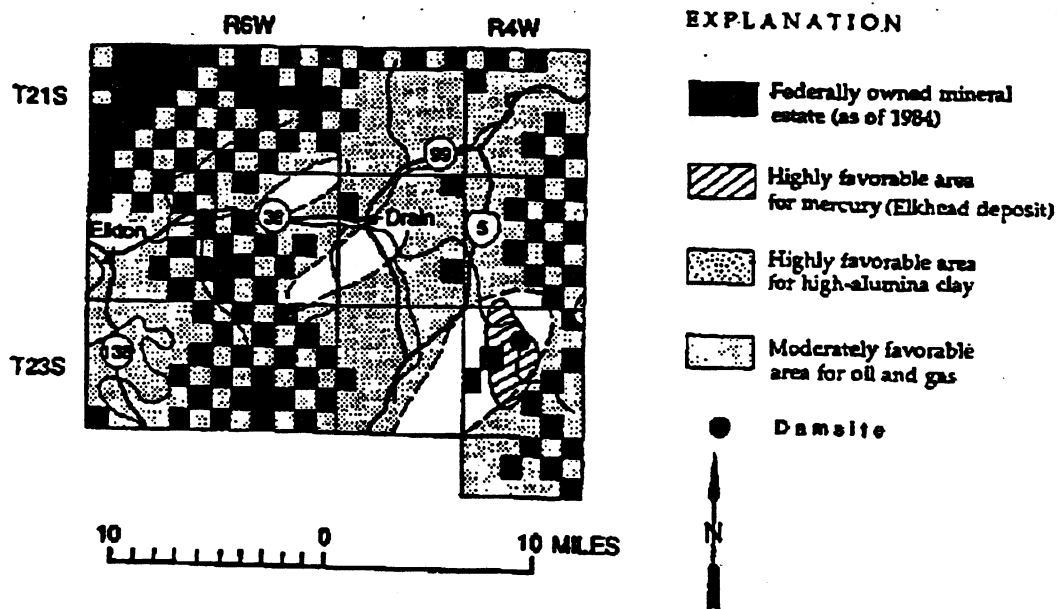 R6W
R4W
T21S
T23S
99
38
Drain
Elkton
5
138
10
0
10 MILES
EXPLANATION
Federally owned mineral
estate (as of 1984)
Highly favorable area
for mercury (Elkhead deposit)
Highly favorable area
for high-alumina clay
Moderately favorable
area for oil and gas
Damsite
N